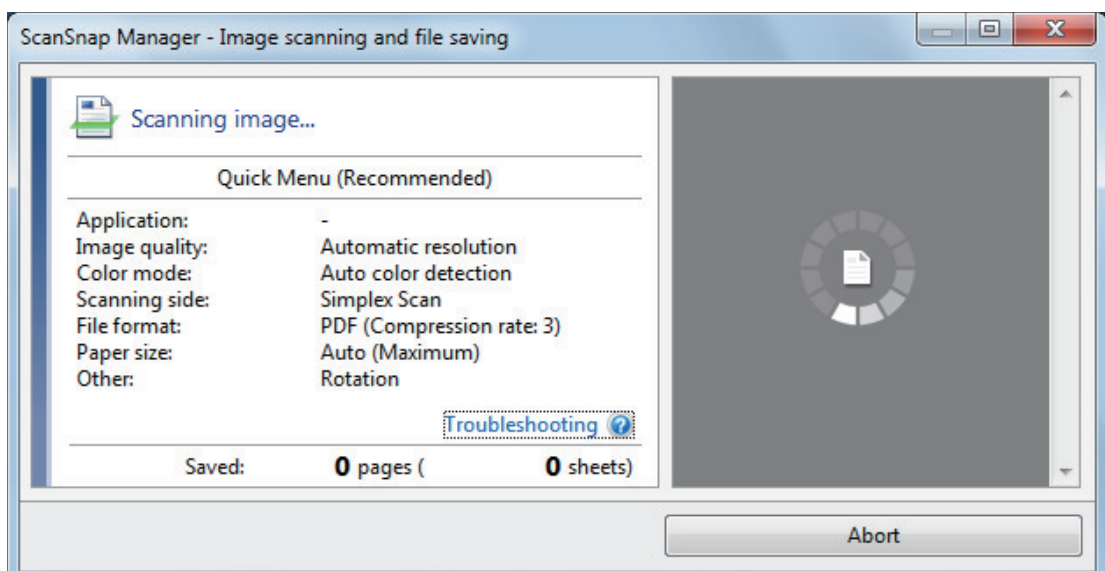 ScanSnap Manager - Image scanning and file saving
Scanning image...
Quick Menu (Recommended)
Application: -
Image quality: Automatic resolution
Color mode: Auto color detection
Scanning side: Simplex Scan
File format: PDF (Compression rate: 3)
Paper size: Auto (Maximum)
Other: Rotation
Troubleshooting ?
Saved: 0 pages ( 0 sheets)
Abort